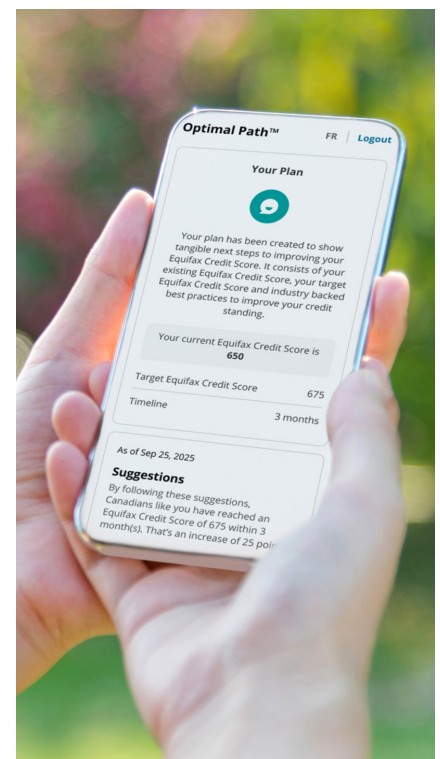 Optimal Path™
FR | Logout
Your Plan
Your plan has been created to show
tangible next steps to improving your
Equifax Credit Score. It consists of your
existing Equifax Credit Score, your target
Equifax Credit Score and industry backed
best practices to improve your credit
standing.
Your current Equifax Credit Score is
650
Target Equifax Credit Score 675
Timeline 3 months
As of Sep 25, 2025
Suggestions
By following these suggestions,
Canadians like you have reached an
Equifax Credit Score of 675 within 3
month(s). That's an increase of 25